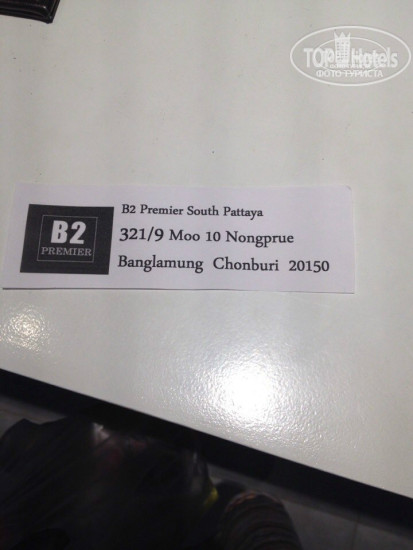 TOP Hotels
ФОТО ТУРИСТА
B2
PREMIER
B2 Premier South Pattaya
321/9 Moo 10 Nongprue
Banglamung Chonburi 20150